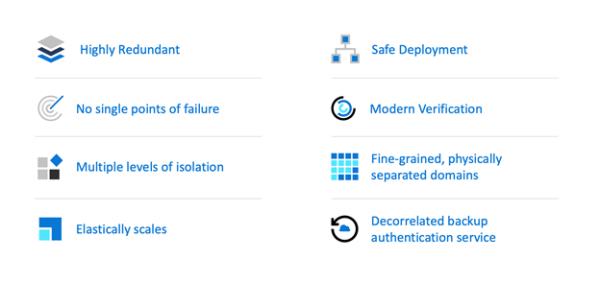 Highly Redundant
No single points of failure
Multiple levels of isolation
Elastically scales
Safe Deployment
Modern Verification
Fine-grained, physically
separated domains
Decorrelated backup
authentication service